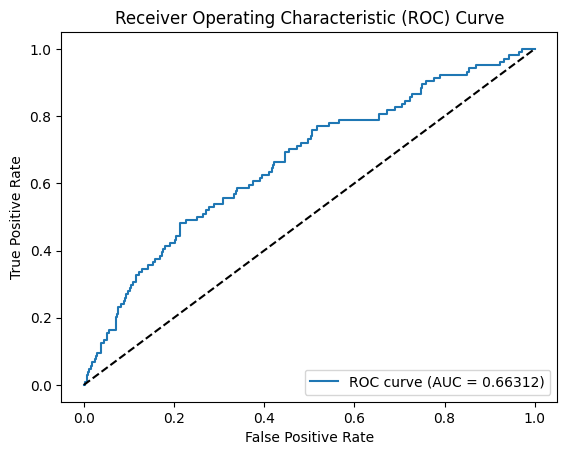 Receiver Operating Characteristic (ROC) Curve
True Positive Rate
1.0
0.8
0.6
0.4
0.2
0.0
0.0 0.2 0.4 0.6 0.8 1.0
False Positive Rate
ROC curve (AUC = 0.66312)